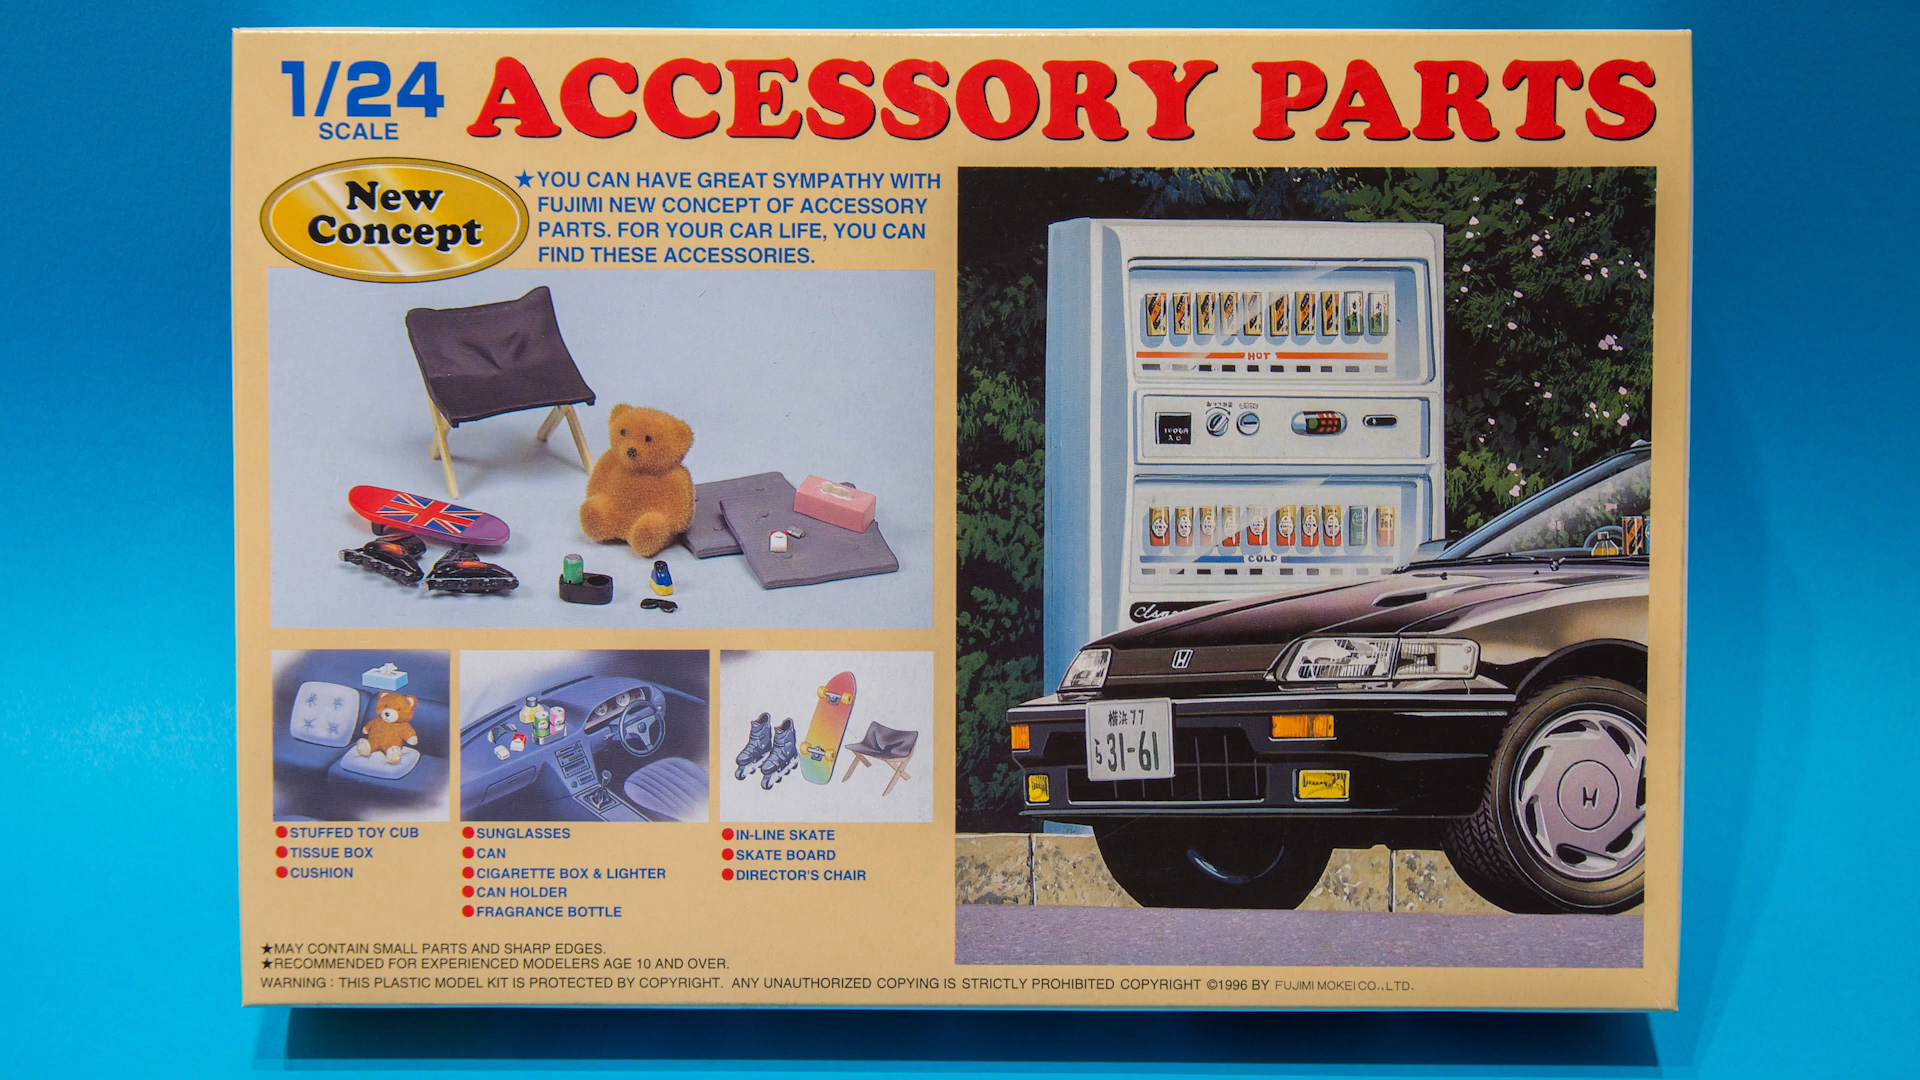 1/24
SCALE
ACCESSORY PARTS
New
Concept
★YOU CAN HAVE GREAT SYMPATHY WITH
FUJIMI NEW CONCEPT OF ACCESSORY
PARTS. FOR YOUR CAR LIFE, YOU CAN
FIND THESE ACCESSORIES.
HOT
COLD
横浜77
ら31-61
●STUFFED TOY CUB
●TISSUE BOX
●CUSHION
●SUNGLASSES
●CAN
●CIGARETTE BOX & LIGHTER
●CAN HOLDER
●FRAGRANCE BOTTLE
●IN-LINE SKATE
●SKATE BOARD
●DIRECTOR'S CHAIR
★MAY CONTAIN SMALL PARTS AND SHARP EDGES.
★RECOMMENDED FOR EXPERIENCED MODELERS AGE 10 AND OVER.
WARNING : THIS PLASTIC MODEL KIT IS PROTECTED BY COPYRIGHT. ANY UNAUTHORIZED COPYING IS STRICTLY PROHIBITED COPYRIGHT ©1996 BY FUJIMI MOKEI CO.,LTD.